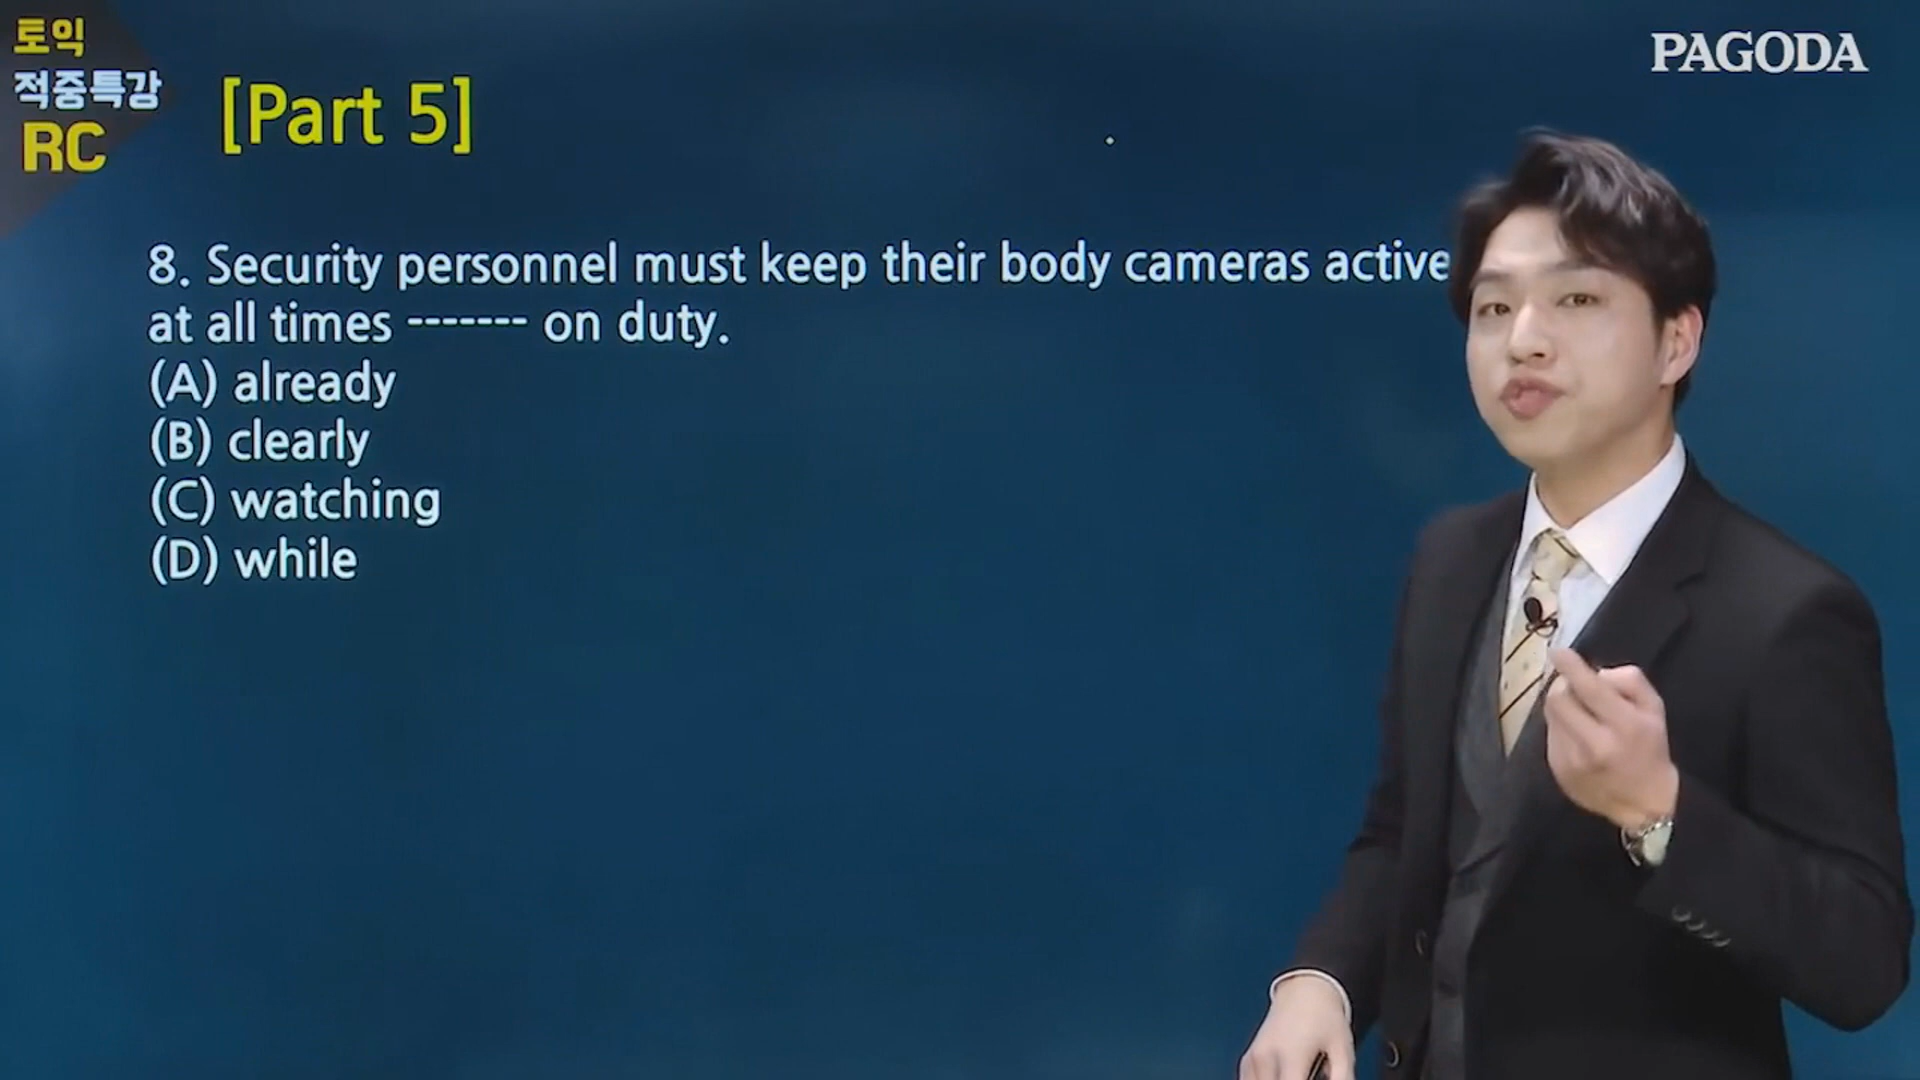 토익
적중특강
RC
PAGODA
[Part 5]
8. Security personnel must keep their body cameras active
at all times ------- on duty.
(A) already
(B) clearly
(C) watching
(D) while